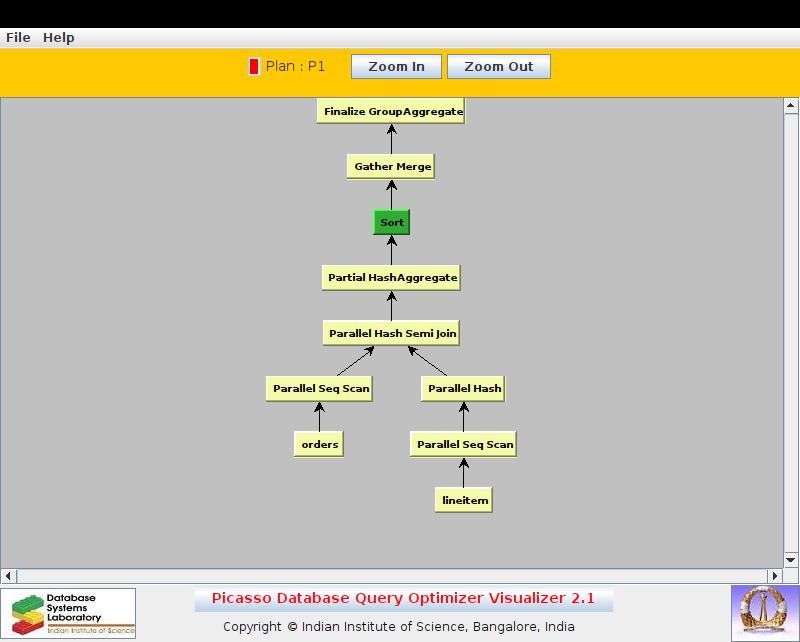 File Help
Plan : P1 Zoom In Zoom Out
Finalize GroupAggregate
Gather Merge
Sort
Partial HashAggregate
Parallel Hash Semi Join
Parallel Seq Scan Parallel Hash
orders Parallel Seq Scan
lineitem
Database
Systems
Laboratory
Indian Institute of Science
Picasso Database Query Optimizer Visualizer 2.1
Copyright © Indian Institute of Science, Bangalore, India